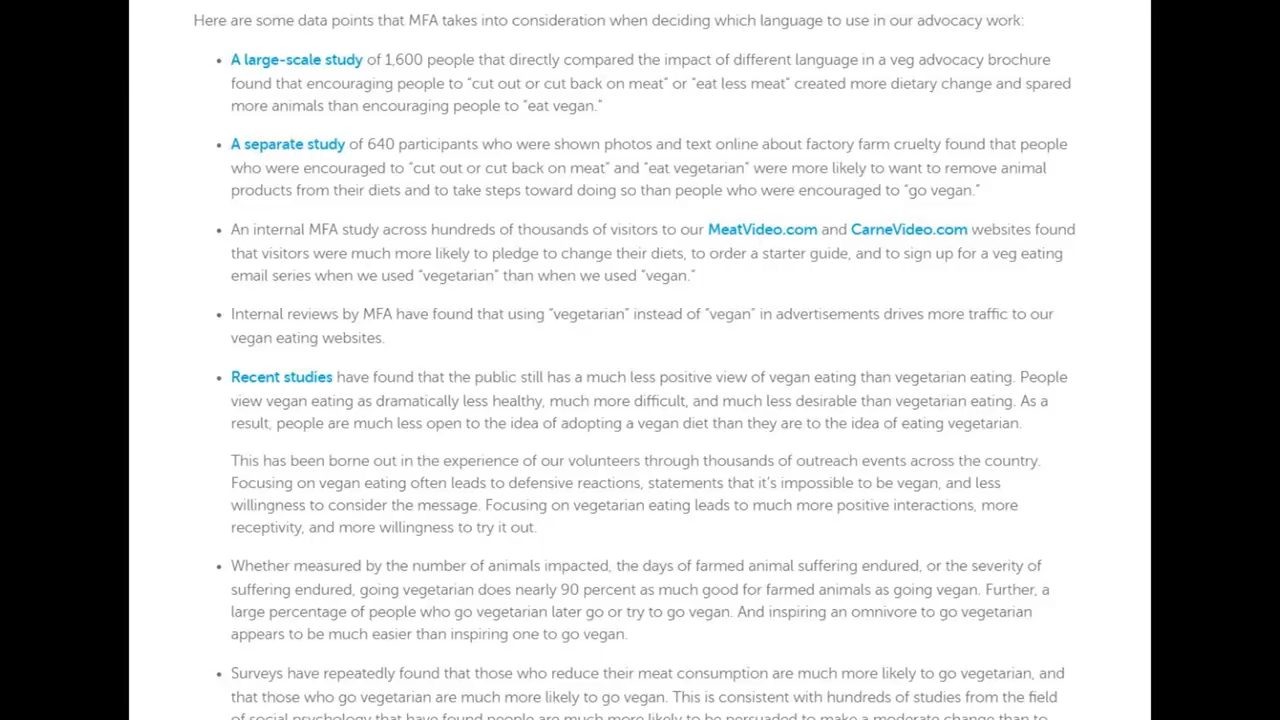 Here are some data points that MFA takes into consideration when deciding which language to use in our advocacy work:
• A large-scale study of 1,600 people that directly compared the impact of different language in a veg advocacy brochure
found that encouraging people to “cut out or cut back on meat” or “eat less meat” created more dietary change and spared
more animals than encouraging people to “eat vegan.”
• A separate study of 640 participants who were shown photos and text online about factory farm cruelty found that people
who were encouraged to “cut out or cut back on meat” and “eat vegetarian” were more likely to want to remove animal
products from their diets and to take steps toward doing so than people who were encouraged to “go vegan.”
• An internal MFA study across hundreds of thousands of visitors to our MeatVideo.com and CarneVideo.com websites found
that visitors were much more likely to pledge to change their diets, to order a starter guide, and to sign up for a veg eating
email series when we used “vegetarian” than when we used “vegan.”
• Internal reviews by MFA have found that using “vegetarian” instead of “vegan” in advertisements drives more traffic to our
vegan eating websites.
• Recent studies have found that the public still has a much less positive view of vegan eating than vegetarian eating. People
view vegan eating as dramatically less healthy, much more difficult, and much less desirable than vegetarian eating. As a
result, people are much less open to the idea of adopting a vegan diet than they are to the idea of eating vegetarian.
This has been borne out in the experience of our volunteers through thousands of outreach events across the country.
Focusing on vegan eating often leads to defensive reactions, statements that it’s impossible to be vegan, and less
willingness to consider the message. Focusing on vegetarian eating leads to much more positive interactions, more
receptivity, and more willingness to try it out.
• Whether measured by the number of animals impacted, the days of farmed animal suffering endured, or the severity of
suffering endured, going vegetarian does nearly 90 percent as much good for farmed animals as going vegan. Further, a
large percentage of people who go vegetarian later go or try to go vegan. And inspiring an omnivore to go vegetarian
appears to be much easier than inspiring one to go vegan.
• Surveys have repeatedly found that those who reduce their meat consumption are much more likely to go vegetarian, and
that those who go vegetarian are much more likely to go vegan. This is consistent with hundreds of studies from the field
of social psychology that have found people are much more likely to be persuaded to make a moderate change than to